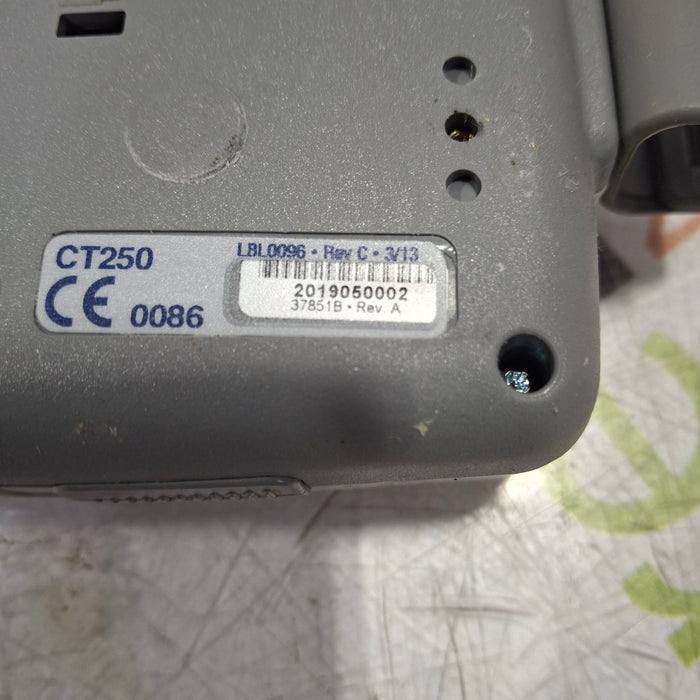 CT250
CE 0086
LBL0096 • Rev C • 3/13
2019050002
37851B • Rev. A